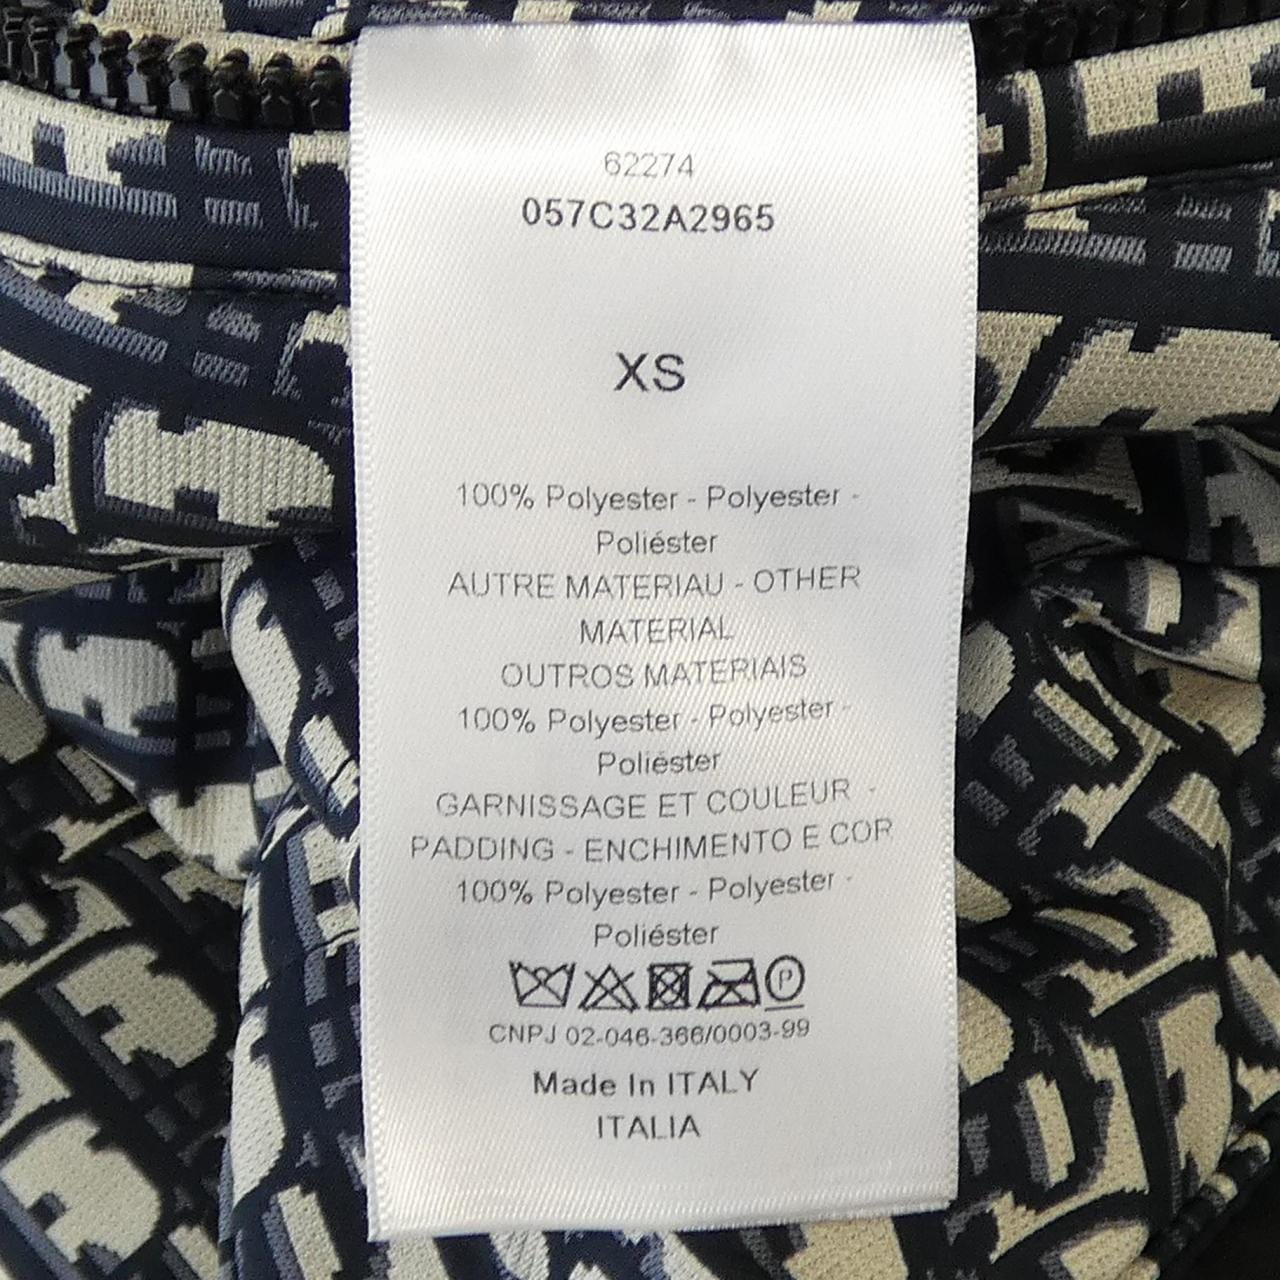 62274
057C32A2965
XS
100% Polyester - Polyester -
Poliéster
AUTRE MATERIAU - OTHER
MATERIAL
OUTROS MATERIAIS
100% Polyester - Polyester -
Poliéster
GARNISSAGE ET COULEUR -
PADDING - ENCHIMENTO E COR
100% Polyester - Polyester -
Poliéster
P
CNPJ 02-046-366/0003-99
Made In ITALY
ITALIA